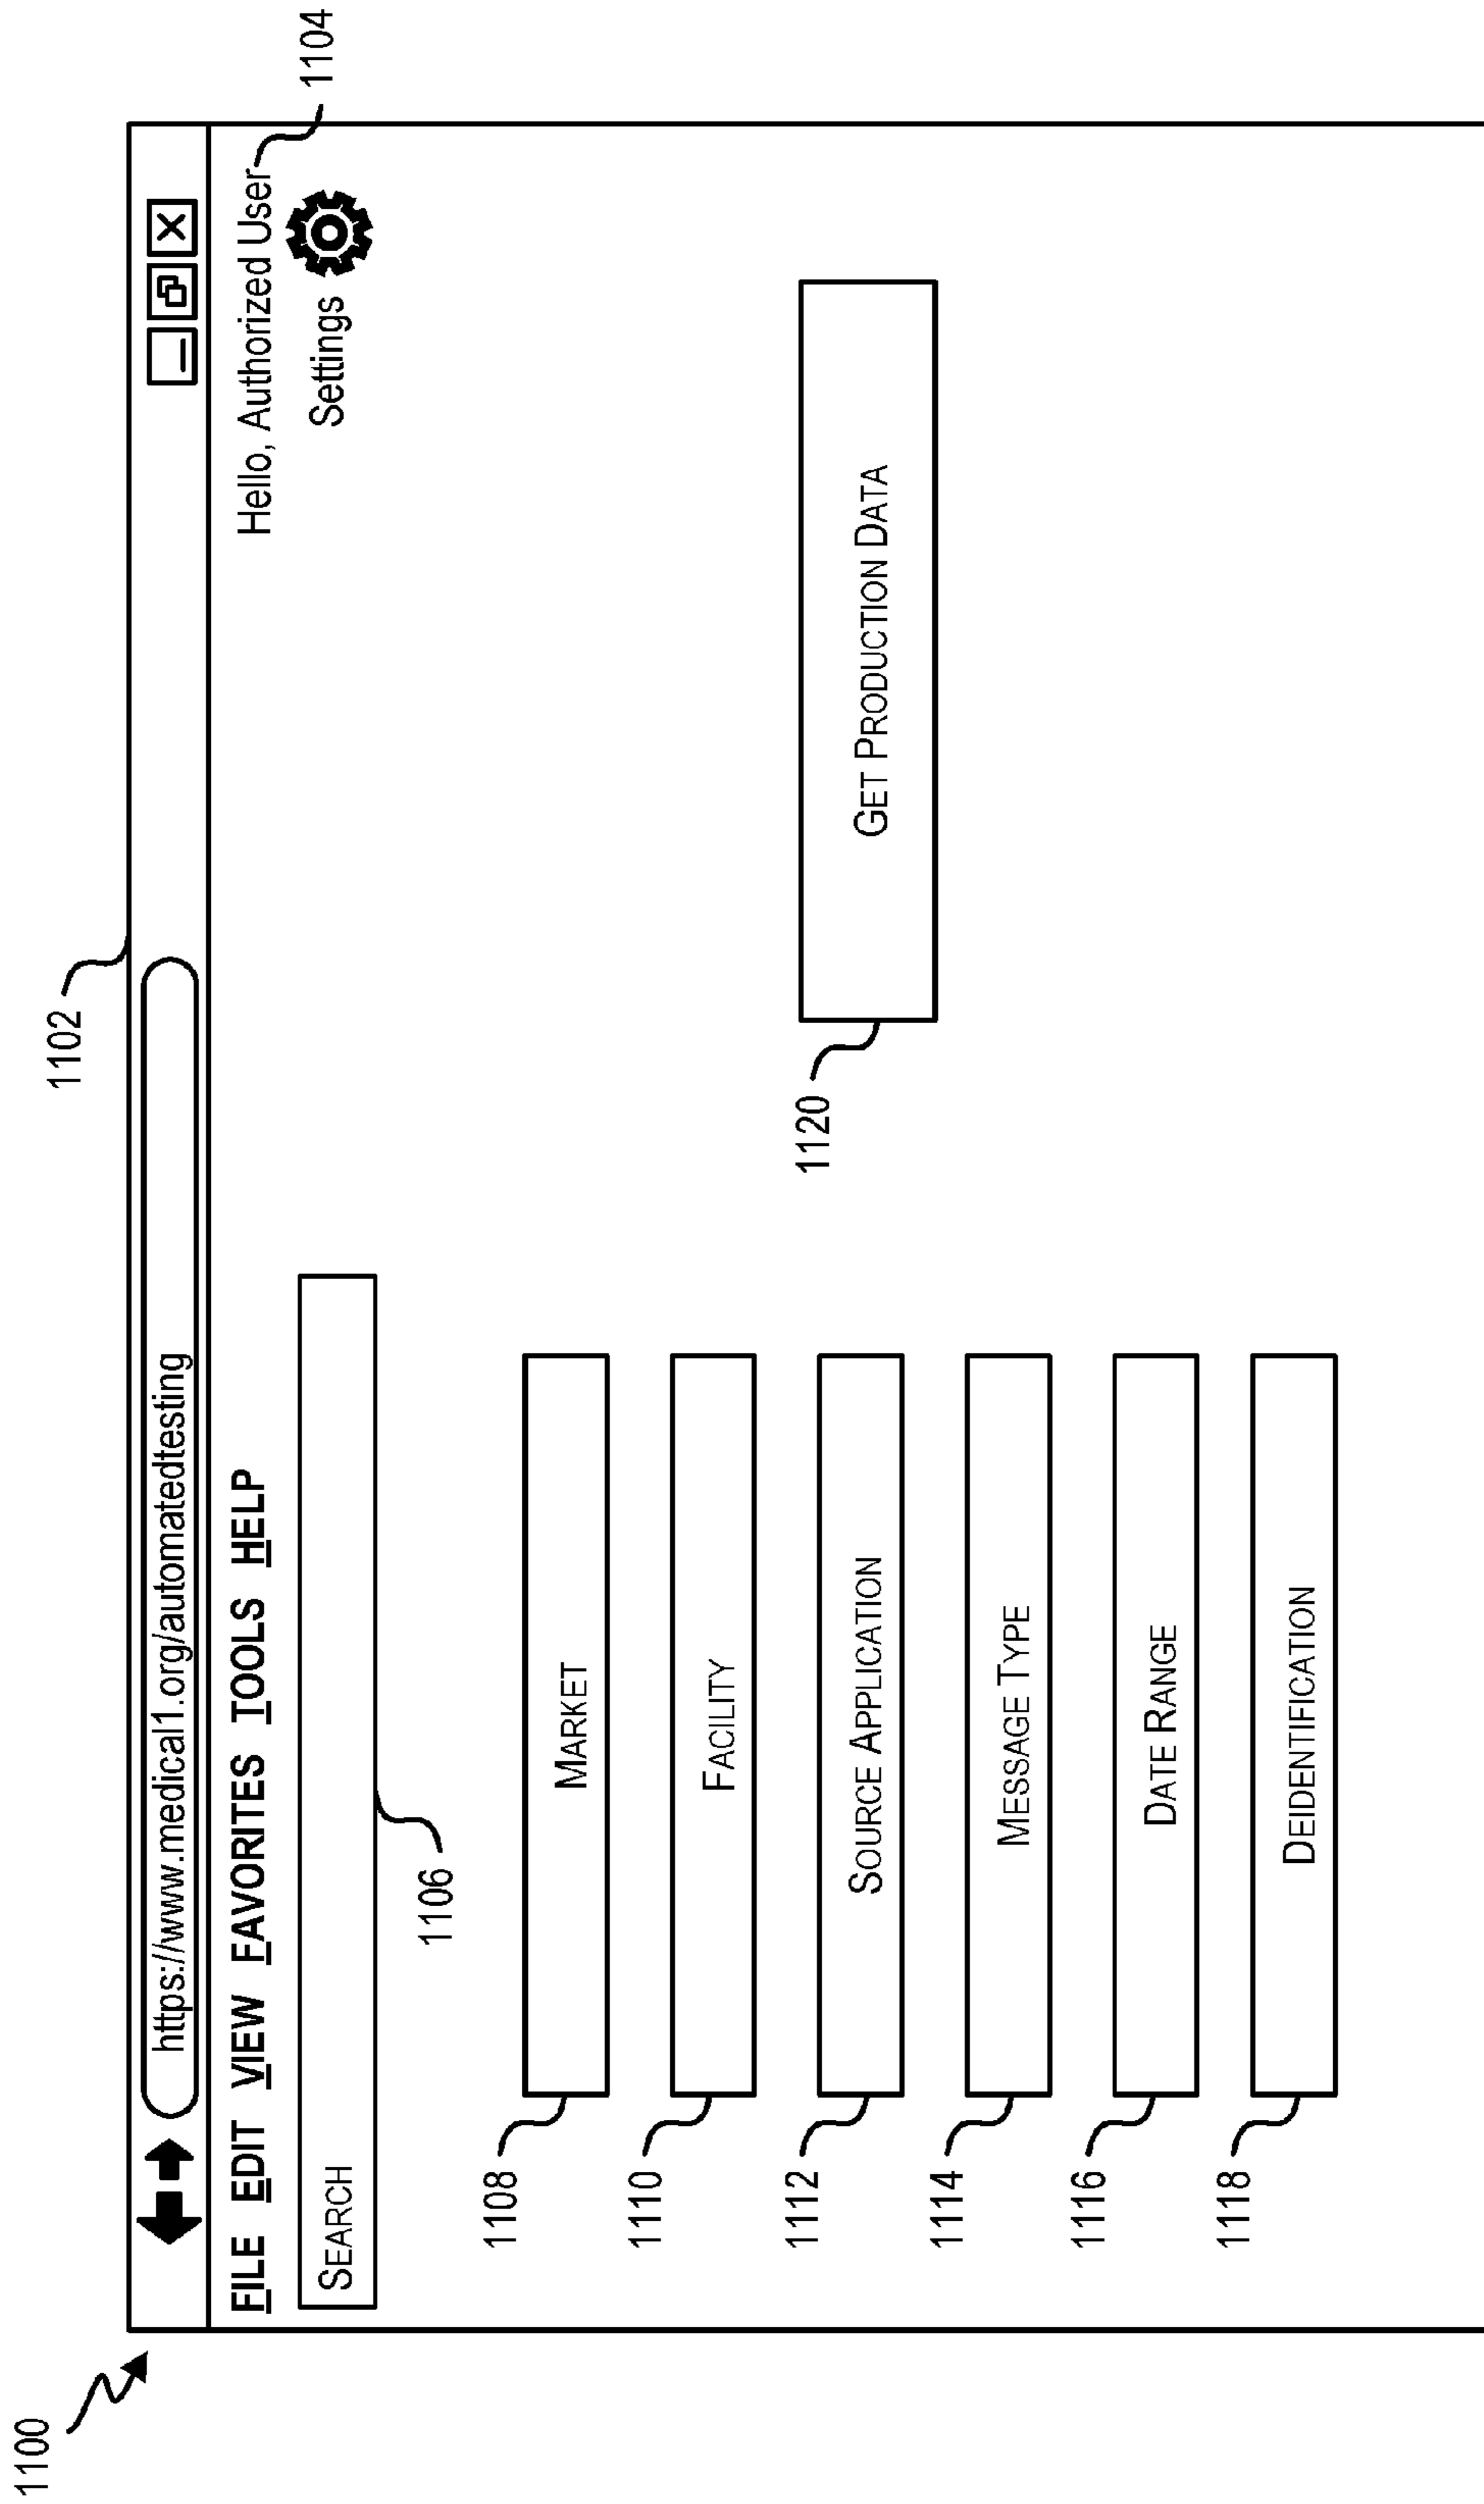 1100
1102
https://www.medical1.org/automatedtesting
FILE EDIT VIEW FAVORITES TOOLS HELP
Hello, Authorized User
1104
SEARCH
Settings
1106
1108
MARKET
1110
FACILITY
1120
GET PRODUCTION DATA
1112
SOURCE APPLICATION
1114
MESSAGE TYPE
1116
DATE RANGE
1118
DEIDENTIFICATION